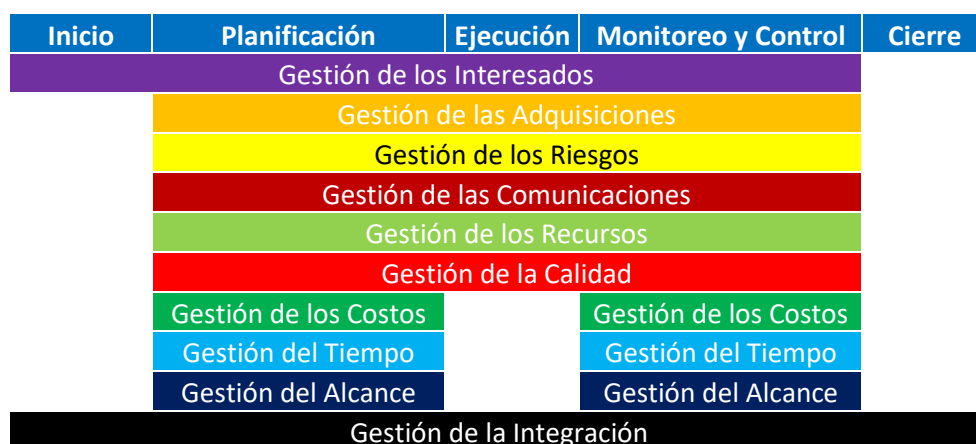 Inicio Planificación Ejecución Monitoreo y Control Cierre
Gestión de los Interesados
Gestión de las Adquisiciones
Gestión de los Riesgos
Gestión de las Comunicaciones
Gestión de los Recursos
Gestión de la Calidad
Gestión de los Costos Gestión de los Costos
Gestión del Tiempo Gestión del Tiempo
Gestión del Alcance Gestión del Alcance
Gestión de la Integración